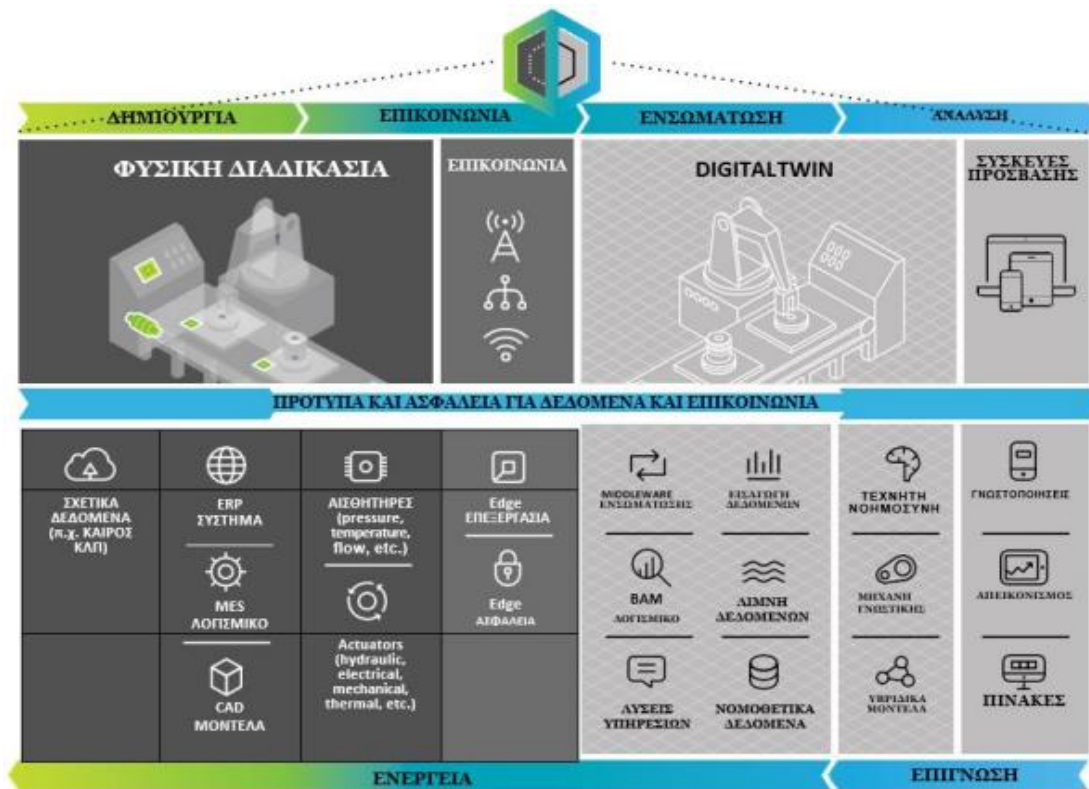 ΔΗΜΙΟΥΡΓΙΑ
ΕΠΙΚΟΙΝΩΝΙΑ
ΕΝΣΩΜΑΤΩΣΗ
ΑΝΑΛΥΣΗ
ΦΥΣΙΚΗ ΔΙΑΔΙΚΑΣΙΑ
ΕΠΙΚΟΙΝΩΝΙΑ
DIGITALTWIN
ΣΥΣΚΕΥΕΣ
ΠΡΟΣΒΑΣΗΣ
ΠΡΟΤΥΠΑ ΚΑΙ ΑΣΦΑΛΕΙΑ ΓΙΑ ΔΕΔΟΜΕΝΑ ΚΑΙ ΕΠΙΚΟΙΝΩΝΙΑ
ΣΧΕΤΙΚΑ
ΔΕΔΟΜΕΝΑ
(π.χ. ΚΑΙΡΟΣ
ΚΛΠ)
ERP
ΣΥΣΤΗΜΑ
MES
ΛΟΓΙΣΜΙΚΟ
CAD
ΜΟΝΤΕΛΑ
ΑΙΣΘΗΤΗΡΕΣ
(pressure,
temperature,
flow, etc.)
Actuators
(hydraulic,
electrical,
mechanical,
thermal, etc.)
Edge
ΕΠΕΞΕΡΓΑΣΙΑ
Edge
ΑΣΦΑΛΕΙΑ
MIDDLEWARE
ΕΝΣΩΜΑΤΩΣΗΣ
ΕΙΣΑΓΩΓΗ
ΔΕΔΟΜΕΝΩΝ
BAM
ΛΟΓΙΣΜΙΚΟ
ΛΙΜΝΗ
ΔΕΔΟΜΕΝΩΝ
ΛΥΣΕΙΣ
ΥΠΗΡΕΣΙΩΝ
ΝΟΜΟΘΕΤΙΚΑ
ΔΕΔΟΜΕΝΑ
ΤΕΧΝΗΤΗ
ΝΟΗΜΟΣΥΝΗ
ΜΗΧΑΝΗ
ΓΝΩΣΤΙΚΗΣ
ΥΒΡΙΔΙΚΑ
ΜΟΝΤΕΛΑ
ΓΝΩΣΤΟΠΟΙΗΣΕΙΣ
ΑΠΕΙΚΟΝΙΣΜΟΣ
ΠΙΝΑΚΕΣ
ΕΝΕΡΓΕΙΑ
ΕΠΙΓΝΩΣΗ